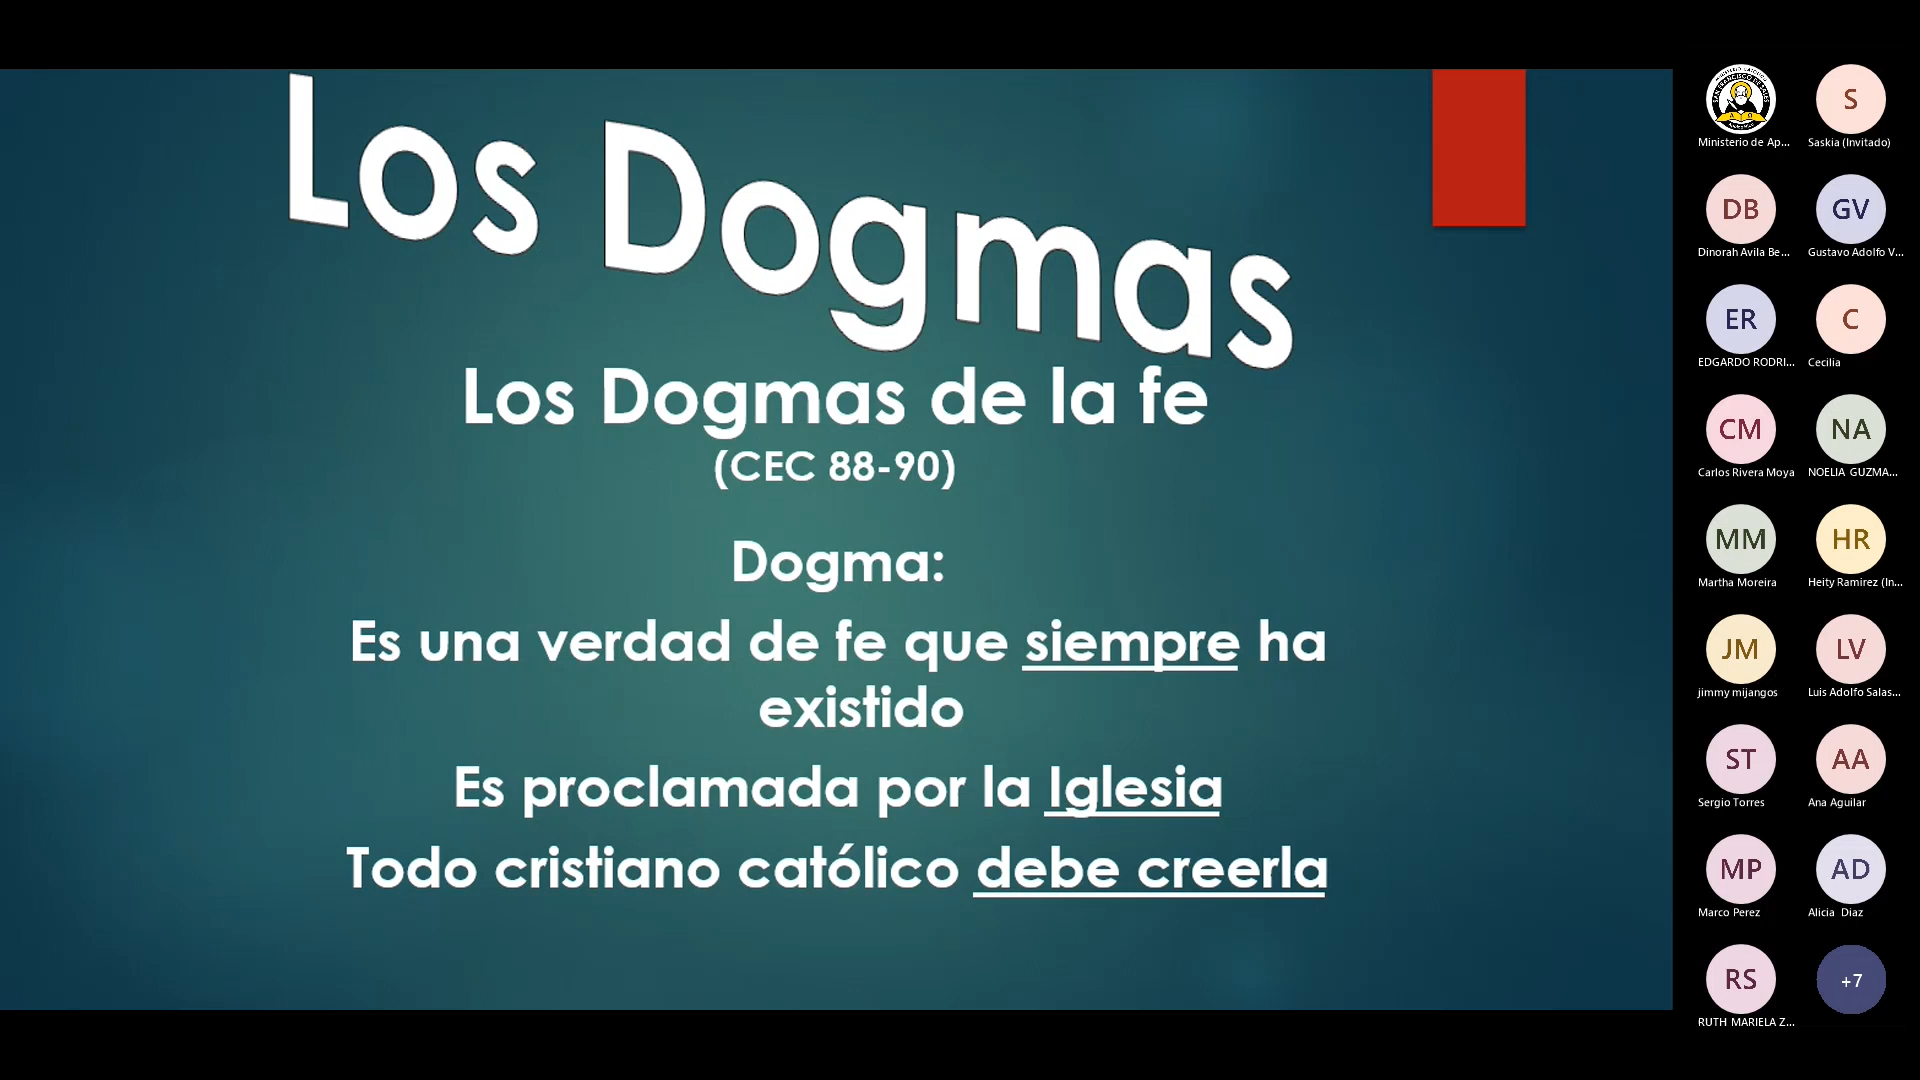 Los Dogmas
Los Dogmas de la fe
(CEC 88-90)
Dogma:
Es una verdad de fe que siempre ha
existido
Es proclamada por la Iglesia
Todo cristiano católico debe creerla
Ministerio de Ap...
S
Saskia (Invitado)
DB
Dinorah Avila Be...
GV
Gustavo Adolfo V...
ER
EDGARDO RODRI...
C
Cecilia
CM
Carlos Rivera Moya
NA
NOELIA GUZMA...
MM
Martha Moreira
HR
Heity Ramirez (In...
JM
jimmy mijangos
LV
Luis Adolfo Salas...
ST
Sergio Torres
AA
Ana Aguilar
MP
Marco Perez
AD
Alicia Diaz
RS
RUTH MARIELA Z...
+7